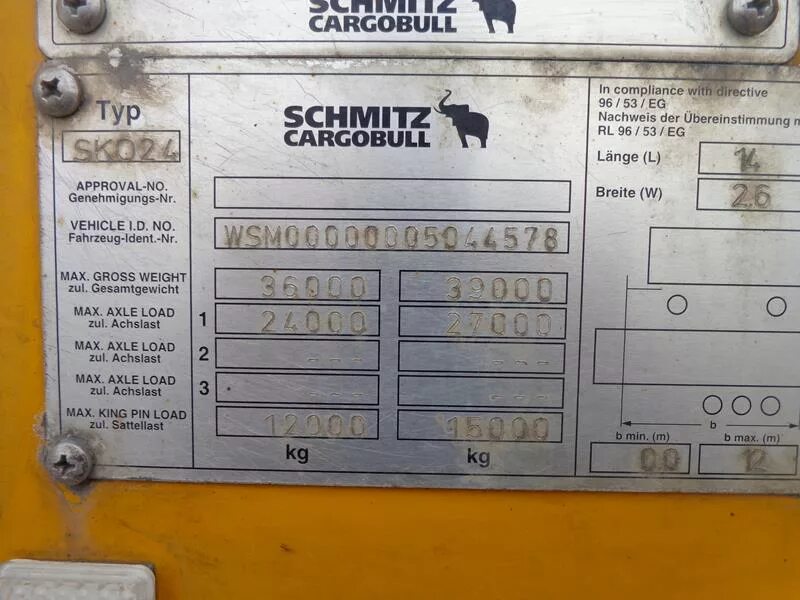 SCHMITZ
CARGOBULL
Typ
SKO24
SCHMITZ
CARGOBULL
APPROVAL-NO.
Genehmigungs-Nr.
VEHICLE I.D. NO.
Fahrzeug-Ident.-Nr.
WSM00000005044578
MAX. GROSS WEIGHT
zul. Gesamtgewicht
36000 39000
MAX. AXLE LOAD
zul. Achslast
1 24000 27000
MAX. AXLE LOAD
zul. Achslast
2 --- ---
MAX. AXLE LOAD
zul. Achslast
3 --- ---
MAX. KING PIN LOAD
zul. Sattellast
12000 15000
kg kg
In compliance with directive
96 / 53 / EG
Nachweis der Übereinstimmung
RL 96 / 53 / EG
Länge (L) 14
Breite (W) 2.6
b
b min. (m) b max. (m)
0.0 12